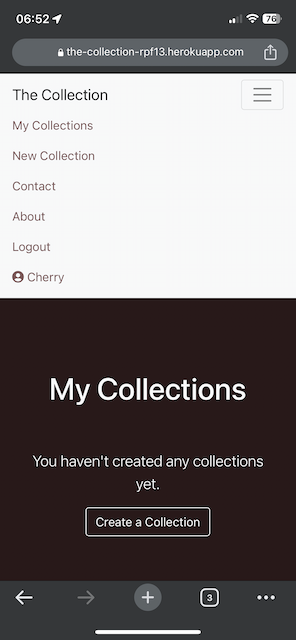 06:52
76
the-collection-rpf13.herokuapp.com
The Collection
My Collections
New Collection
Contact
About
Logout
Cherry
My Collections
You haven't created any collections
yet.
Create a Collection
3